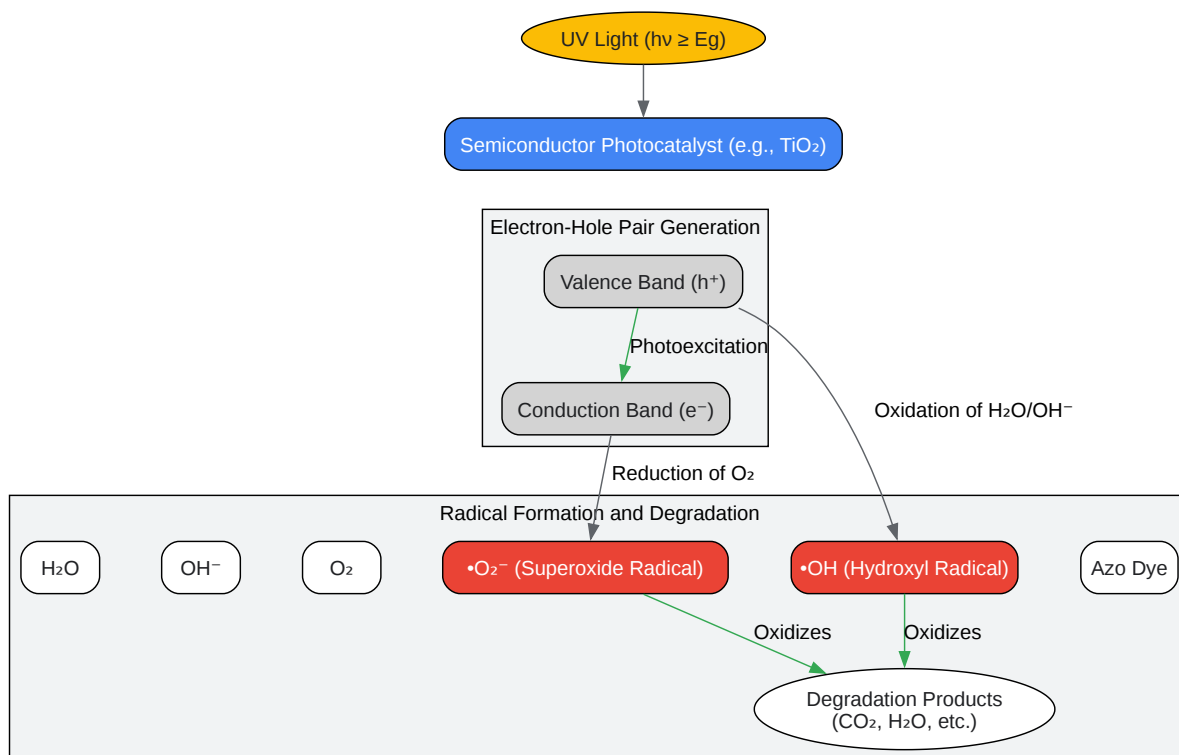 UV Light (hν ≥ Eg)
Semiconductor Photocatalyst (e.g., TiO₂)
Electron-Hole Pair Generation
Valence Band (h⁺)
Photoexcitation
Conduction Band (e⁻)
Oxidation of H₂O/OH⁻
Reduction of O₂
Radical Formation and Degradation
H₂O
OH⁻
O₂
•O₂⁻ (Superoxide Radical)
•OH (Hydroxyl Radical)
Azo Dye
Oxidizes
Oxidizes
Degradation Products
(CO₂, H₂O, etc.)